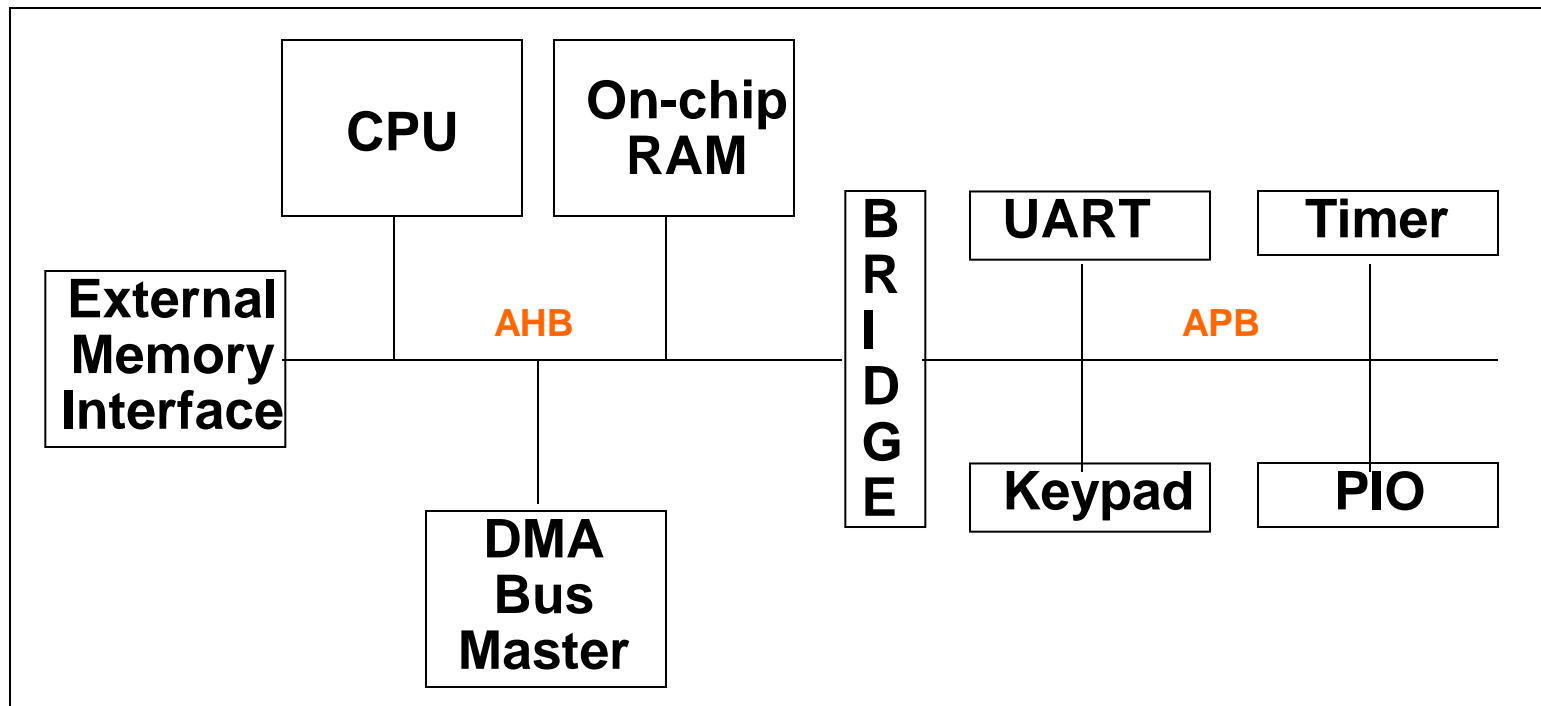 CPU
On-chip
RAM
External
Memory
Interface
AHB
DMA
Bus
Master
B
R
I
D
G
E
UART
Timer
APB
Keypad
PIO